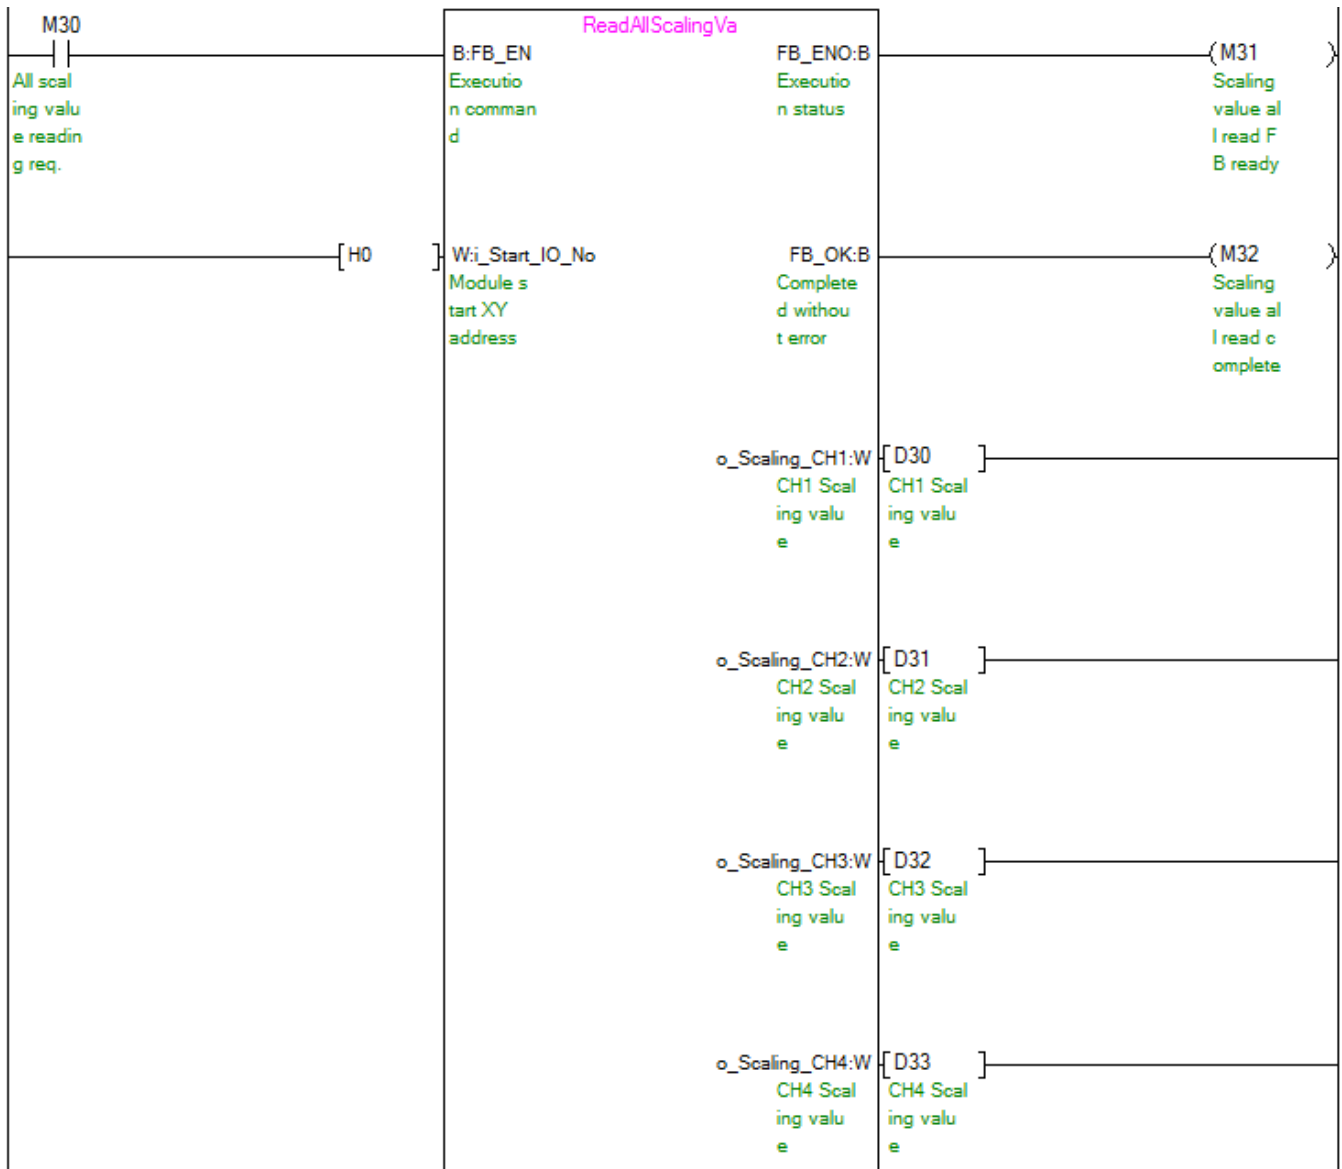 M30
ReadAllScalingVa
B:FB_EN
FB_ENO:B
M31
All scal
ing valu
e readin
g req.
Executio
n comman
d
Executio
n status
Scaling
value al
l read F
B ready
H0
W:i_Start_IO_No
FB_OK:B
M32
Module s
tart XY
address
Complete
d withou
t error
Scaling
value al
l read c
omplete
o_Scaling_CH1:W
D30
CH1 Scal
ing valu
e
CH1 Scal
ing valu
e
o_Scaling_CH2:W
D31
CH2 Scal
ing valu
e
CH2 Scal
ing valu
e
o_Scaling_CH3:W
D32
CH3 Scal
ing valu
e
CH3 Scal
ing valu
e
o_Scaling_CH4:W
D33
CH4 Scal
ing valu
e
CH4 Scal
ing valu
e